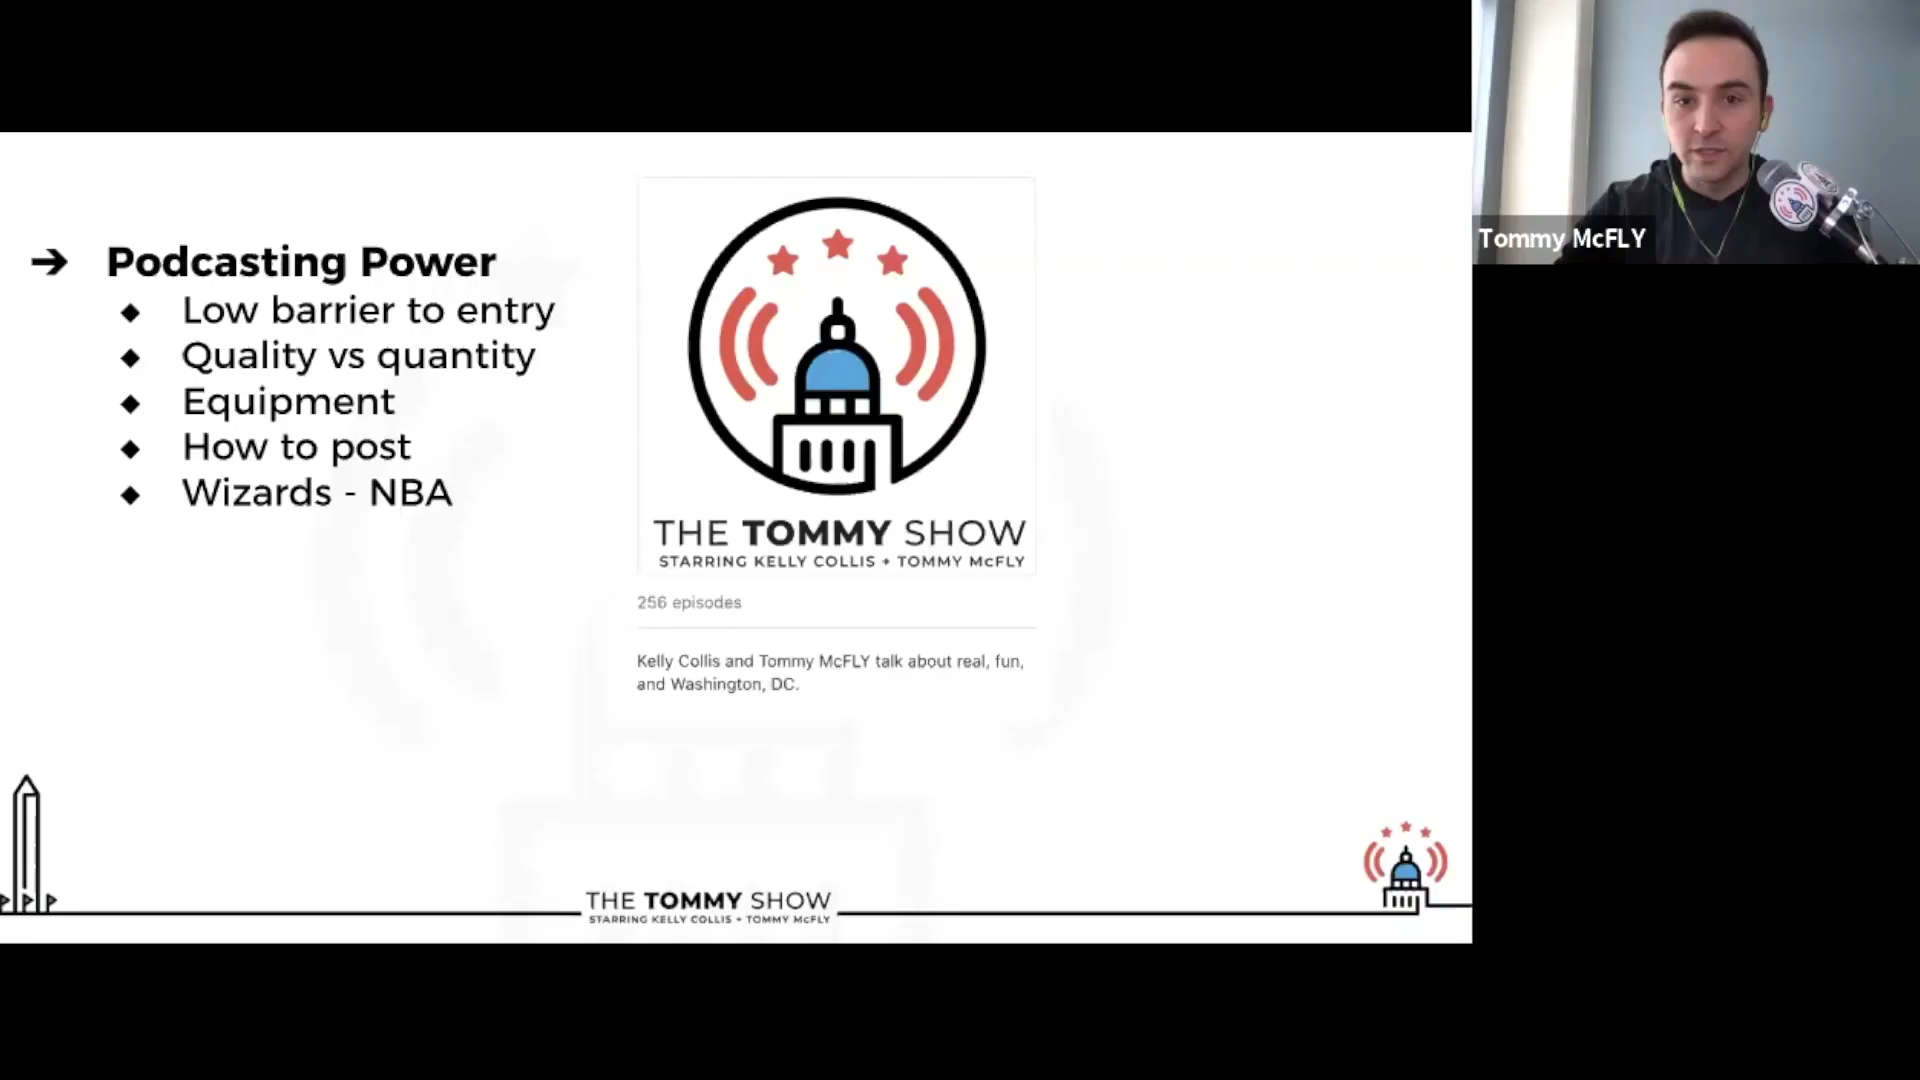 Podcasting Power
Low barrier to entry
Quality vs quantity
Equipment
How to post
Wizards - NBA
THE TOMMY SHOW
STARRING KELLY COLLIS + TOMMY McFLY
256 episodes
Kelly Collis and Tommy McFLY talk about real, fun,
and Washington, DC.
THE TOMMY SHOW
STARRING KELLY COLLIS + TOMMY McFLY
Tommy McFLY